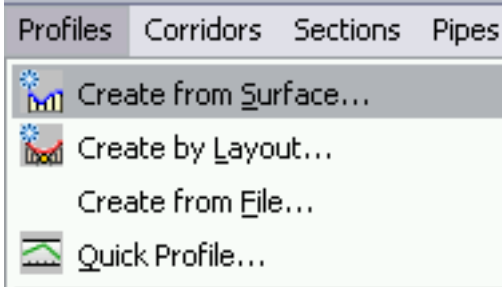 Profiles Corridors Sections Pipes
Create from Surface...
Create by Layout...
Create from File...
Quick Profile...